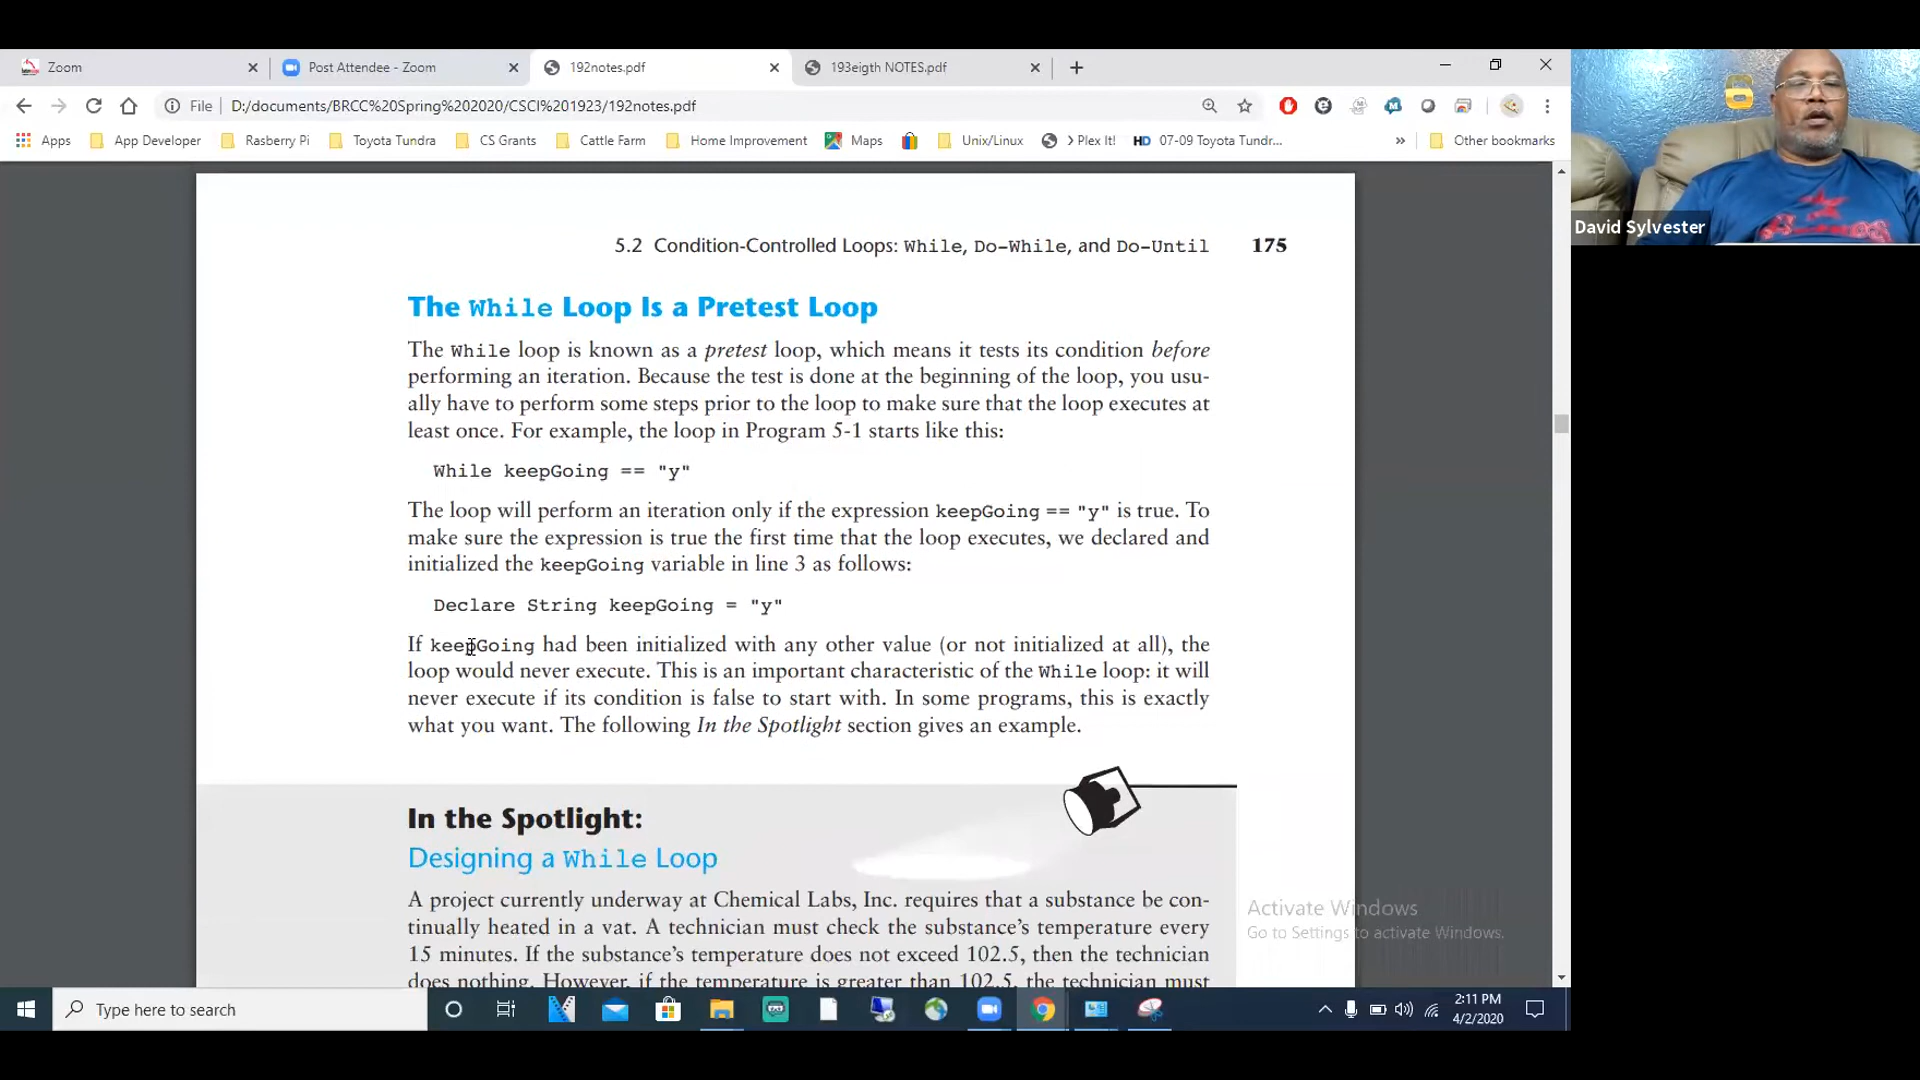 Zoom
Post Attendee - Zoom
192notes.pdf
193eigth NOTES.pdf
File
D:/documents/BRCC%20Spring%202020/CSCI%201923/192notes.pdf
Apps
App Developer
Rasberry Pi
Toyota Tundra
CS Grants
Cattle Farm
Home Improvement
Maps
Unix/Linux
> Plex It!
HD 07-09 Toyota Tundr...
»
Other bookmarks
David Sylvester
5.2 Condition-Controlled Loops: While, Do-While, and Do-Until 175
The While Loop Is a Pretest Loop
The While loop is known as a pretest loop, which means it tests its condition before
performing an iteration. Because the test is done at the beginning of the loop, you usu-
ally have to perform some steps prior to the loop to make sure that the loop executes at
least once. For example, the loop in Program 5-1 starts like this:
While keepGoing == "y"
The loop will perform an iteration only if the expression keepGoing == "y" is true. To
make sure the expression is true the first time that the loop executes, we declared and
initialized the keepGoing variable in line 3 as follows:
Declare String keepGoing = "y"
If keepGoing had been initialized with any other value (or not initialized at all), the
loop would never execute. This is an important characteristic of the While loop: it will
never execute if its condition is false to start with. In some programs, this is exactly
what you want. The following In the Spotlight section gives an example.
In the Spotlight:
Designing a While Loop
A project currently underway at Chemical Labs, Inc. requires that a substance be con-
tinually heated in a vat. A technician must check the substance's temperature every
15 minutes. If the substance's temperature does not exceed 102.5, then the technician
does nothing. However, if the temperature is greater than 102.5, the technician must
Activate Windows
Go to Settings to activate Windows.
Type here to search
2:11 PM
4/2/2020